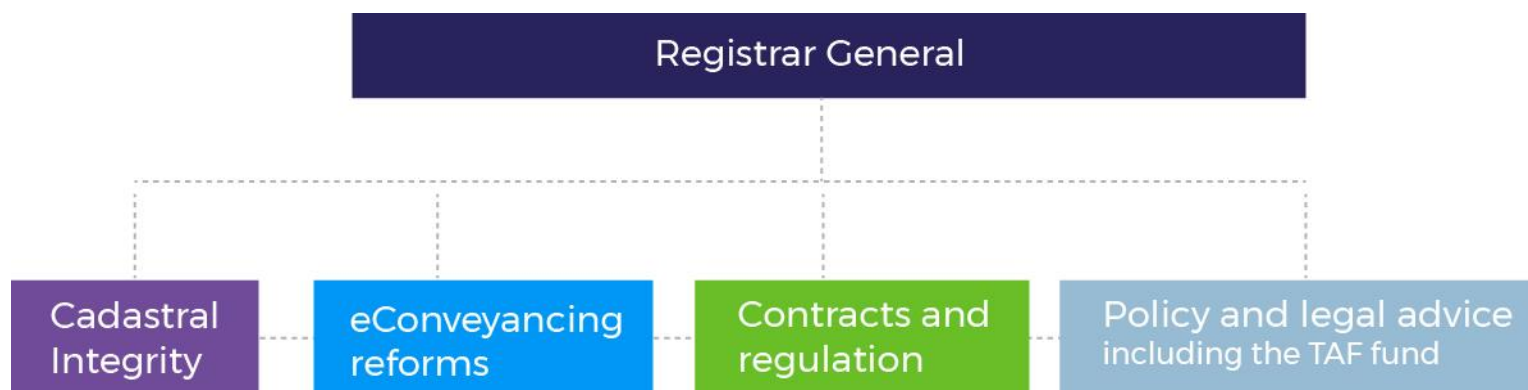 Registrar General
Cadastral
Integrity
eConveyancing
reforms
Contracts and
regulation
Policy and legal advice
including the TAF fund